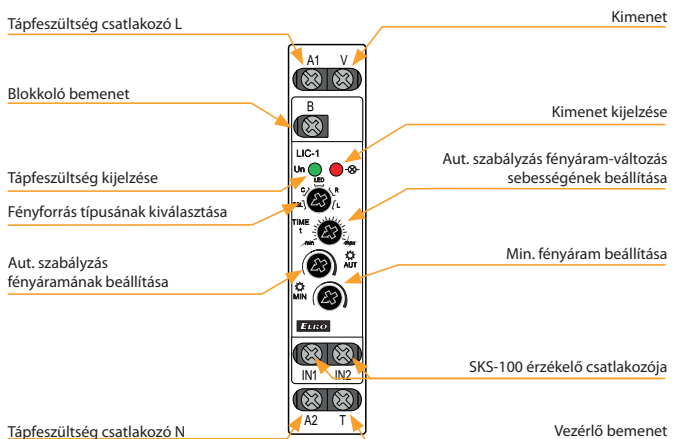 Tápfeszültség csatlakozó L
Kimenet
A1 V
Blokkoló bemenet
B
Kimenet kijelzése
LIC-1
Un
Tápfeszültség kijelzése
Aut. szabályzás fényáram-változás
sebességének beállítása
LED
C R
L
Fényforrás típusának kiválasztása
TIME
t
min max
Aut. szabályzás
fényáramának beállítása
AUT
Min. fényáram beállítása
MIN
ELKO
SKS-100 érzékelő csatlakozója
IN1 IN2
Tápfeszültség csatlakozó N
A2 T
Vezérlő bemenet